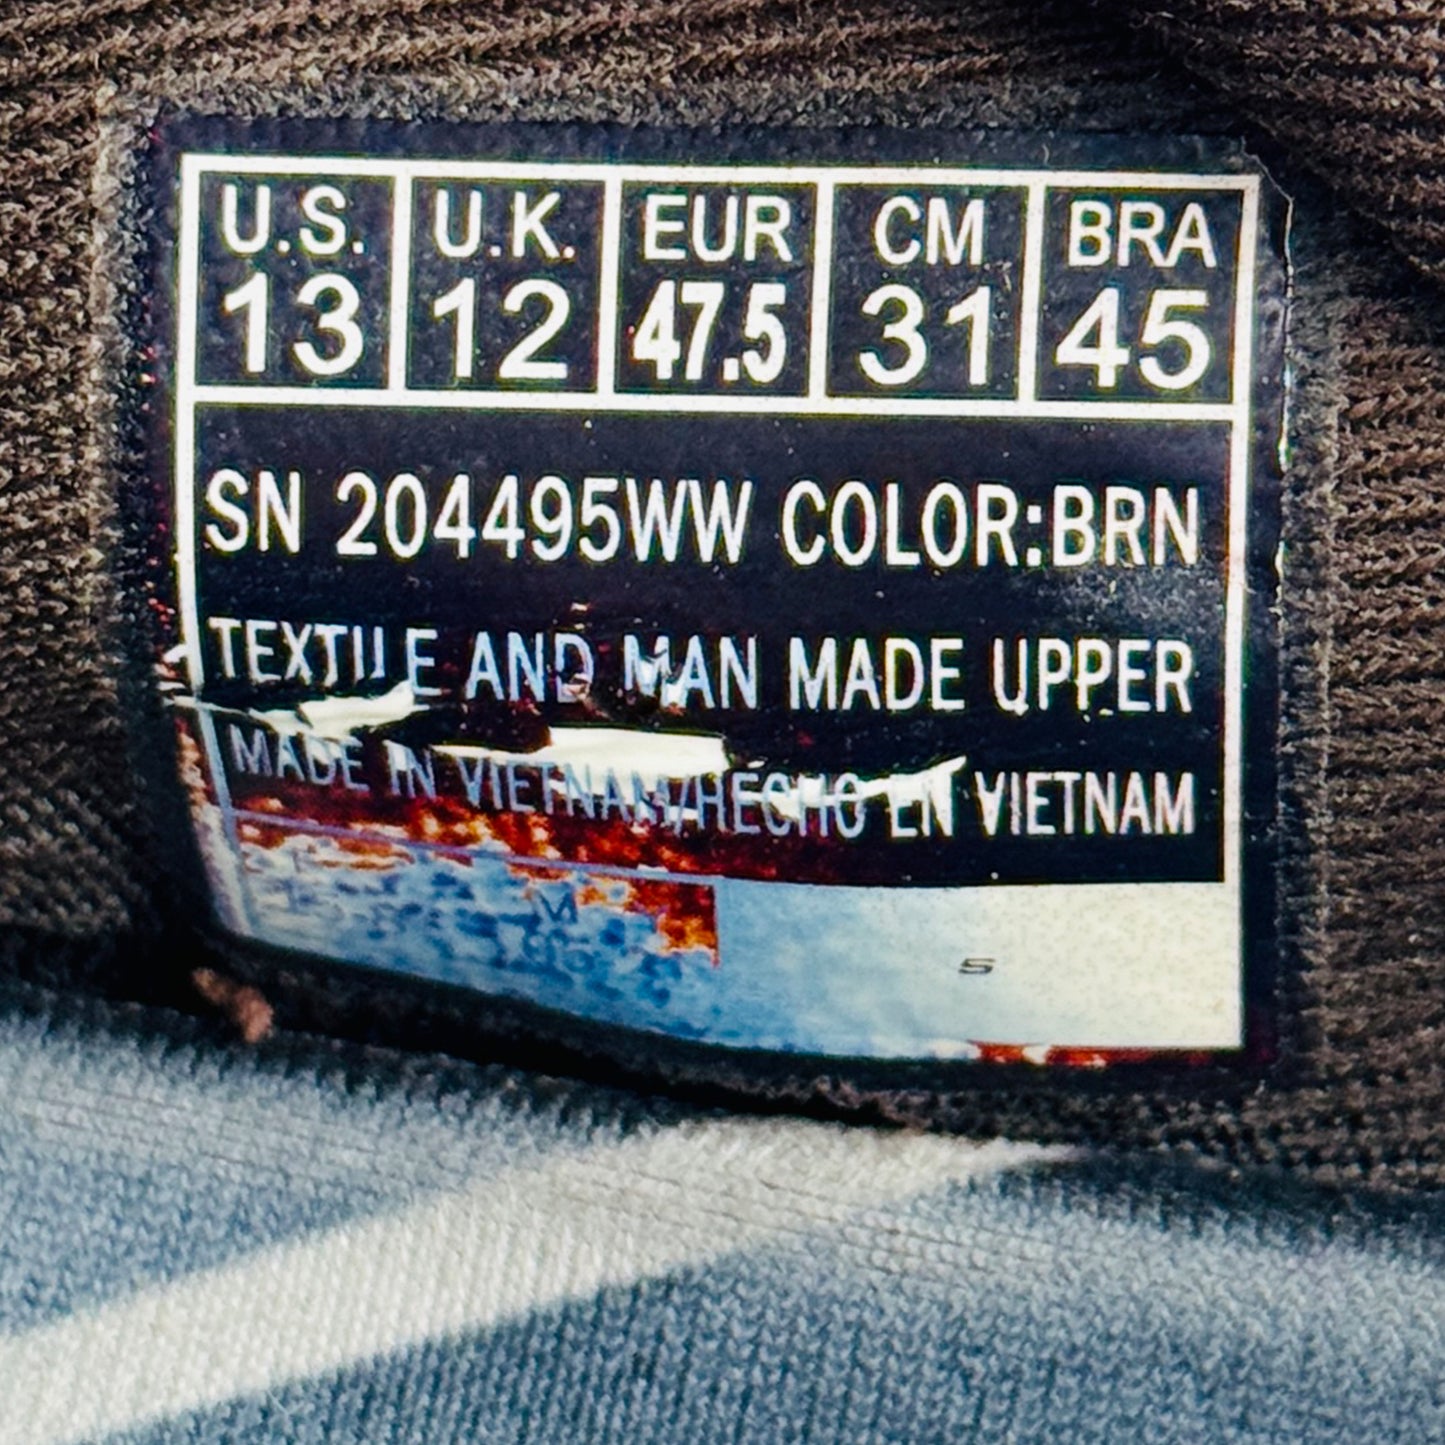 U.S. U.K. EUR CM BRA
13 12 47.5 31 45
SN 204495WW COLOR:BRN
TEXTILE AND MAN MADE UPPER
MADE IN VIETNAM/HECHO EN VIETNAM
M
S